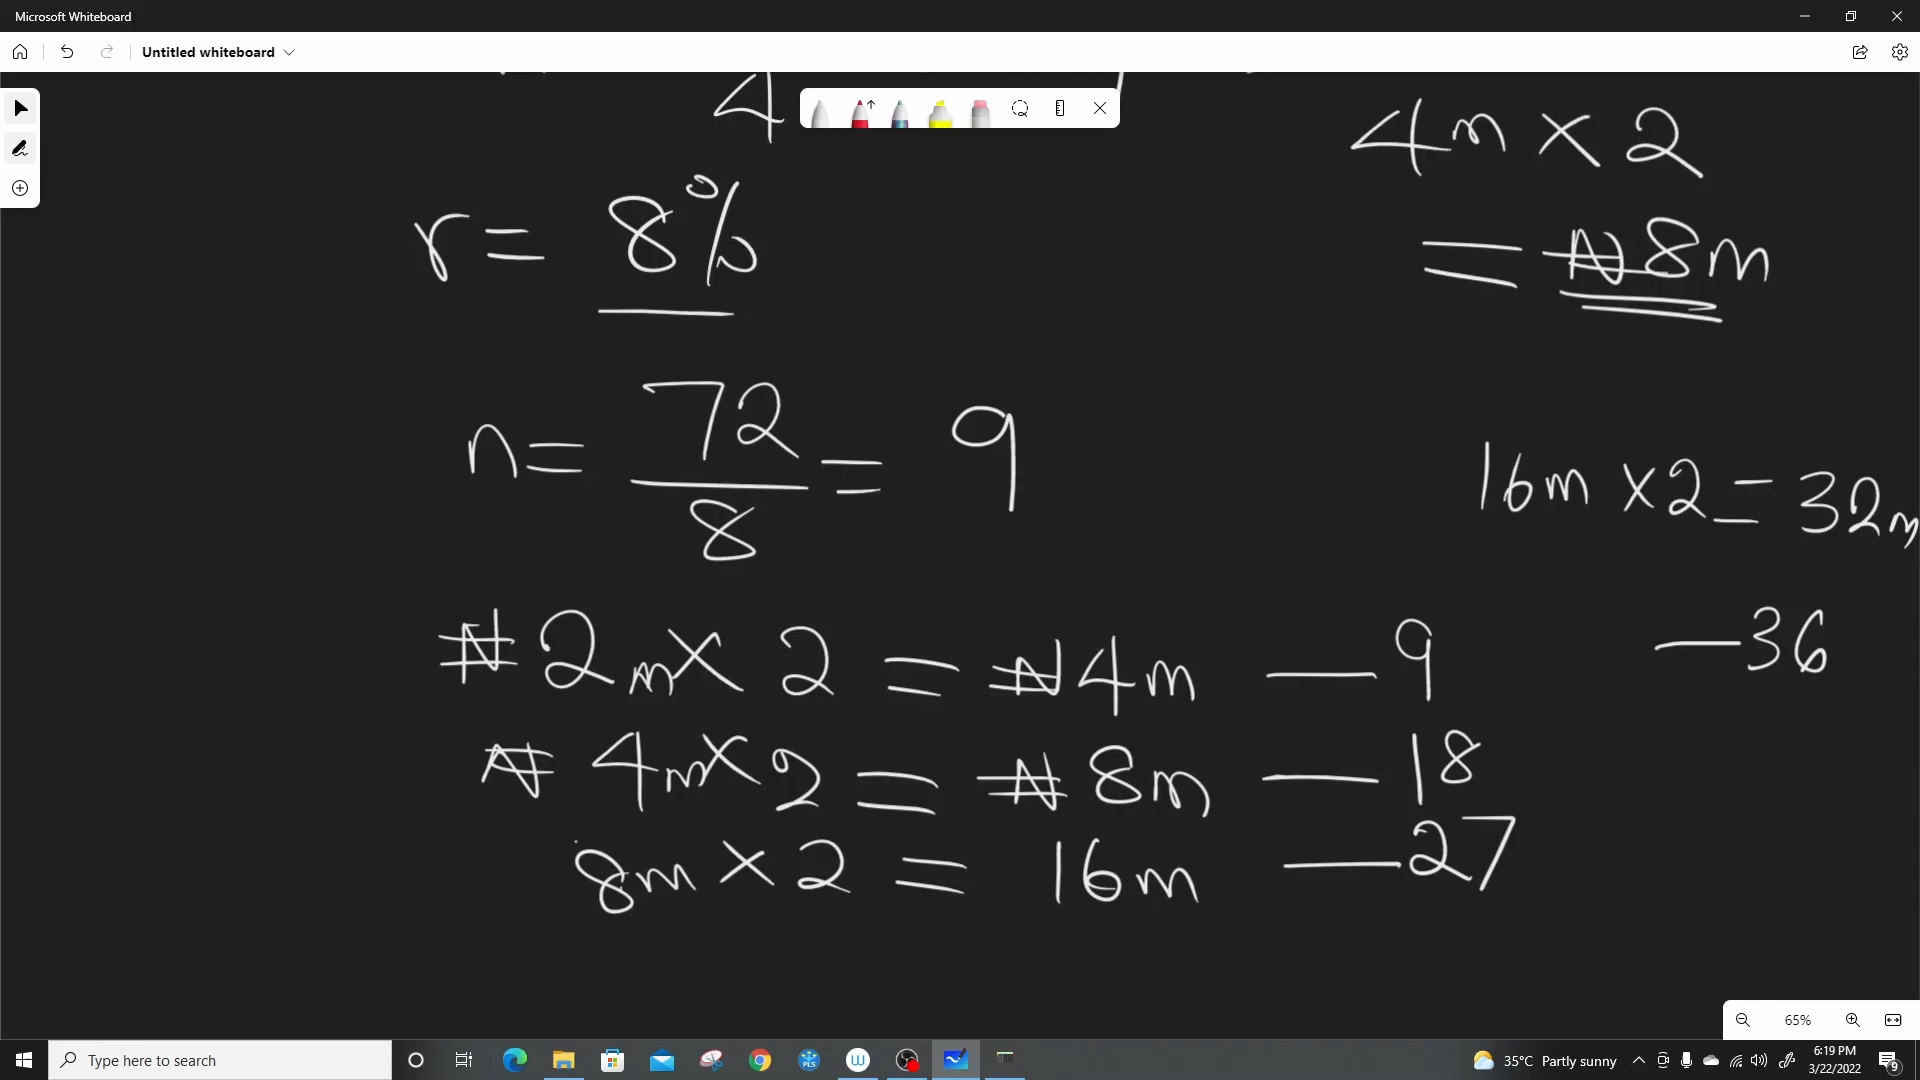 Microsoft Whiteboard
Untitled whiteboard
4
4m × 2
r = 8%
= ₦8m
n = 72/8 = 9
16m × 2 = 32m
— 36
₦2m × 2 = ₦4m — 9
₦4m × 2 = ₦8m — 18
8m × 2 = 16m — 27
65%
Type here to search
PLS
W
35°C Partly sunny
6:19 PM
3/22/2022
9